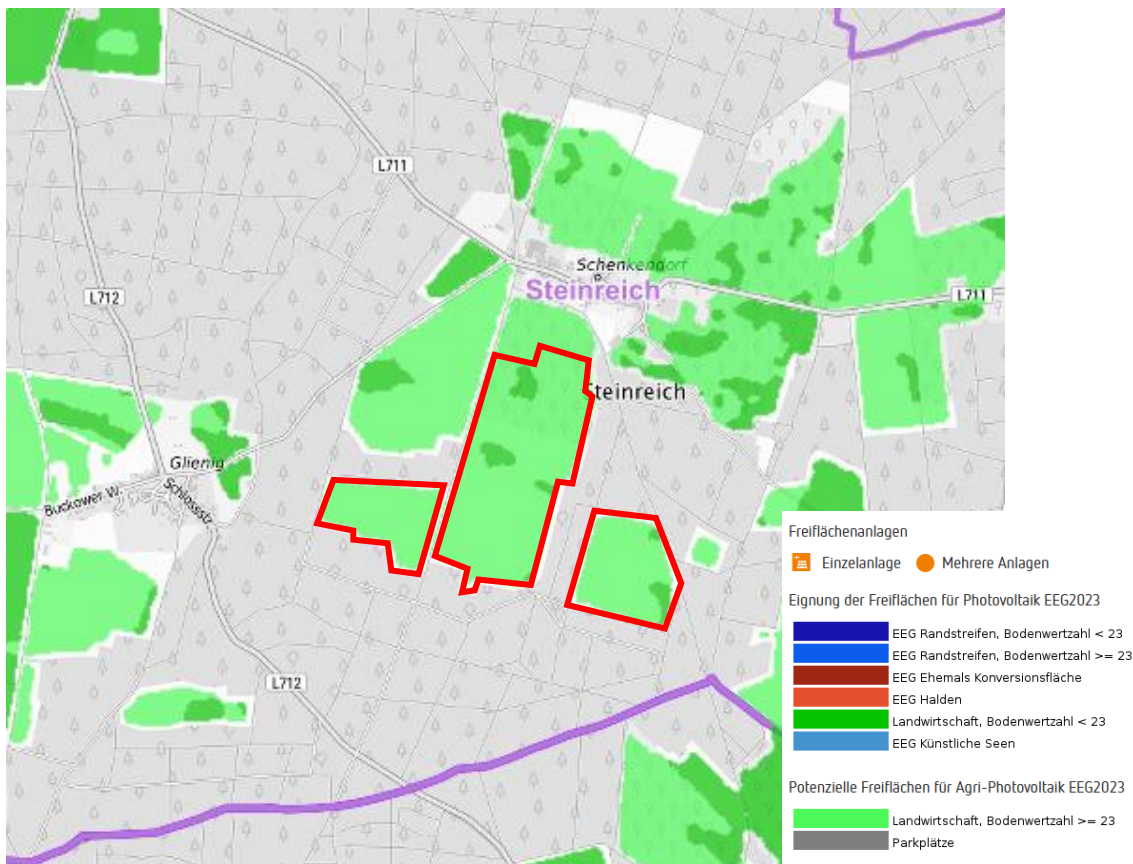 L711
L712
Schenkendorf
Steinreich
L711
Steinreich
Glienig
Buckower W.
Schlossstr.
L712
Freiflächenanlagen
Einzelanlage Mehrere Anlagen
Eignung der Freiflächen für Photovoltaik EEG2023
EEG Randstreifen, Bodenwertzahl < 23
EEG Randstreifen, Bodenwertzahl >= 23
EEG Ehemals Konversionsfläche
EEG Halden
Landwirtschaft, Bodenwertzahl < 23
EEG Künstliche Seen
Potenzielle Freiflächen für Agri-Photovoltaik EEG2023
Landwirtschaft, Bodenwertzahl >= 23
Parkplätze